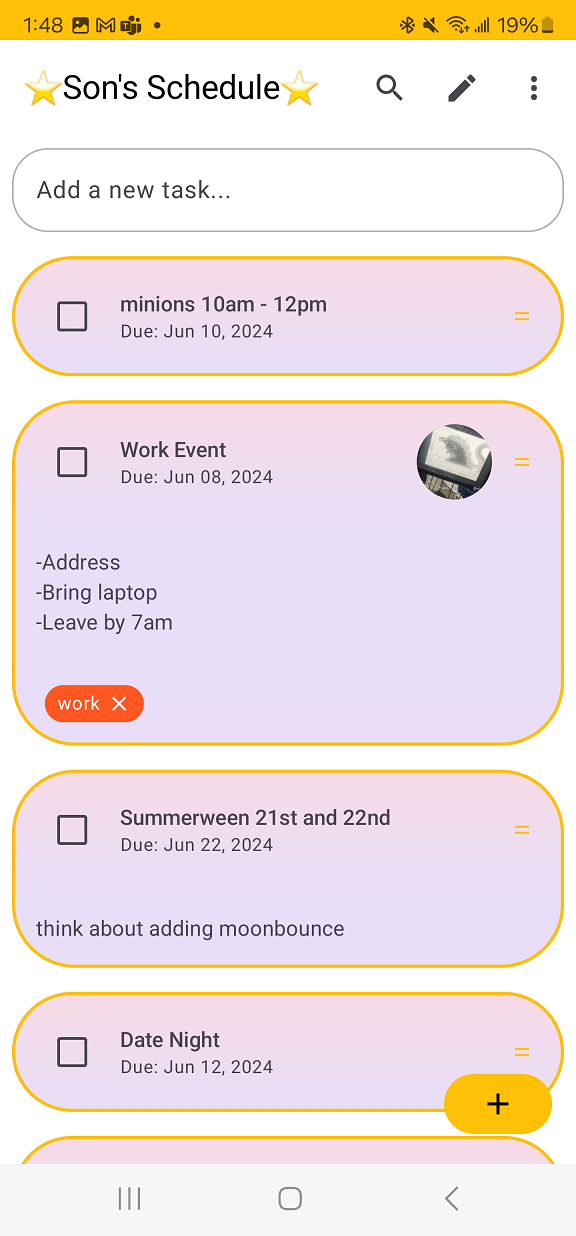 1:48 19%
⭐Son's Schedule⭐
Add a new task...
minions 10am - 12pm
Due: Jun 10, 2024
Work Event
Due: Jun 08, 2024
-Address
-Bring laptop
-Leave by 7am
work
Summerween 21st and 22nd
Due: Jun 22, 2024
think about adding moonbounce
Date Night
Due: Jun 12, 2024